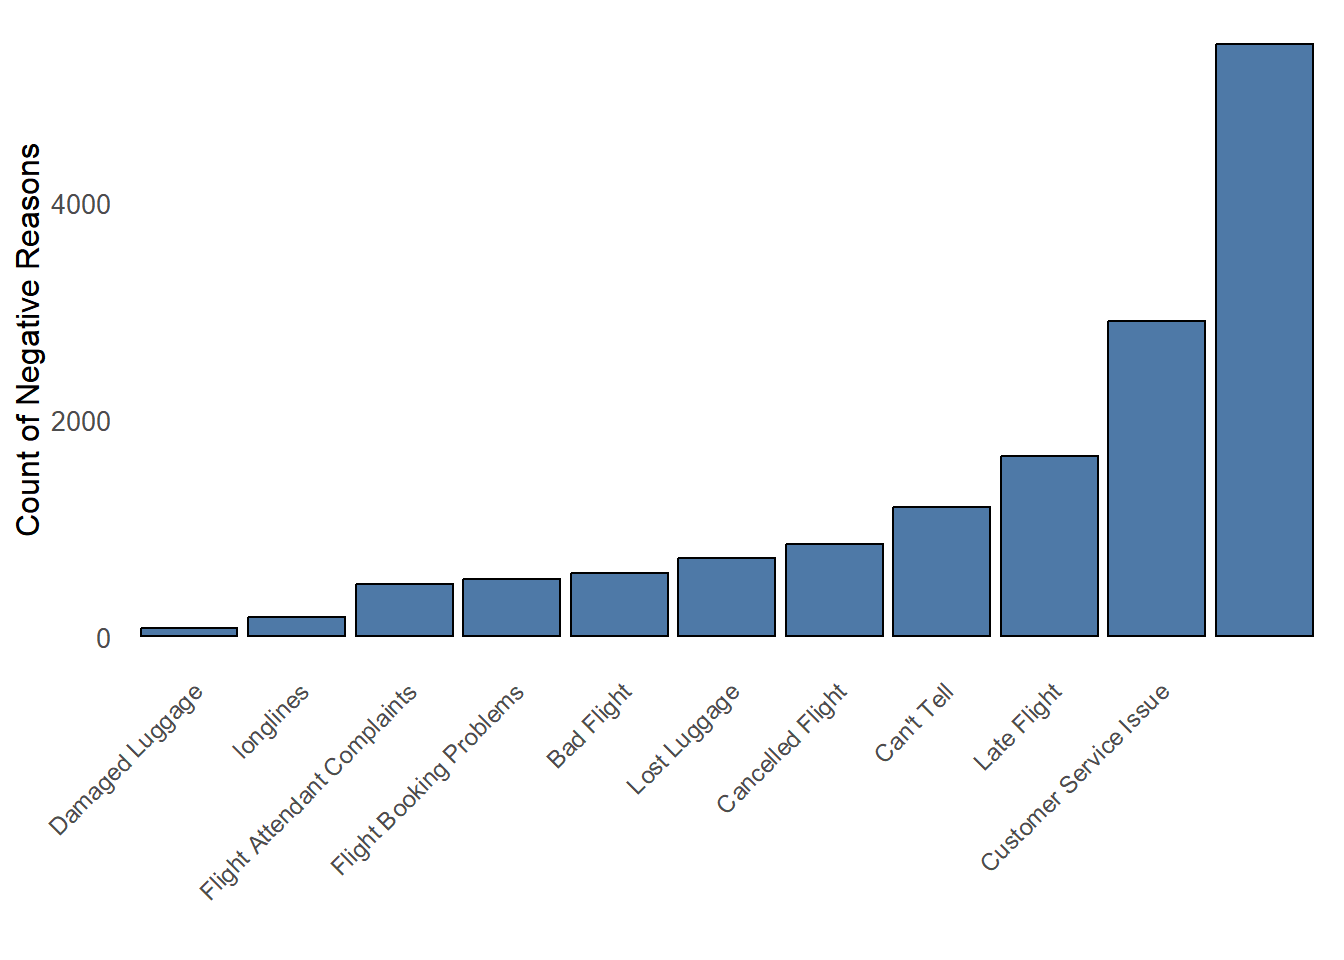 Count of Negative Reasons
4000
2000
0
Damaged Luggage
longlines
Flight Attendant Complaints
Flight Booking Problems
Bad Flight
Lost Luggage
Cancelled Flight
Can't Tell
Late Flight
Customer Service Issue